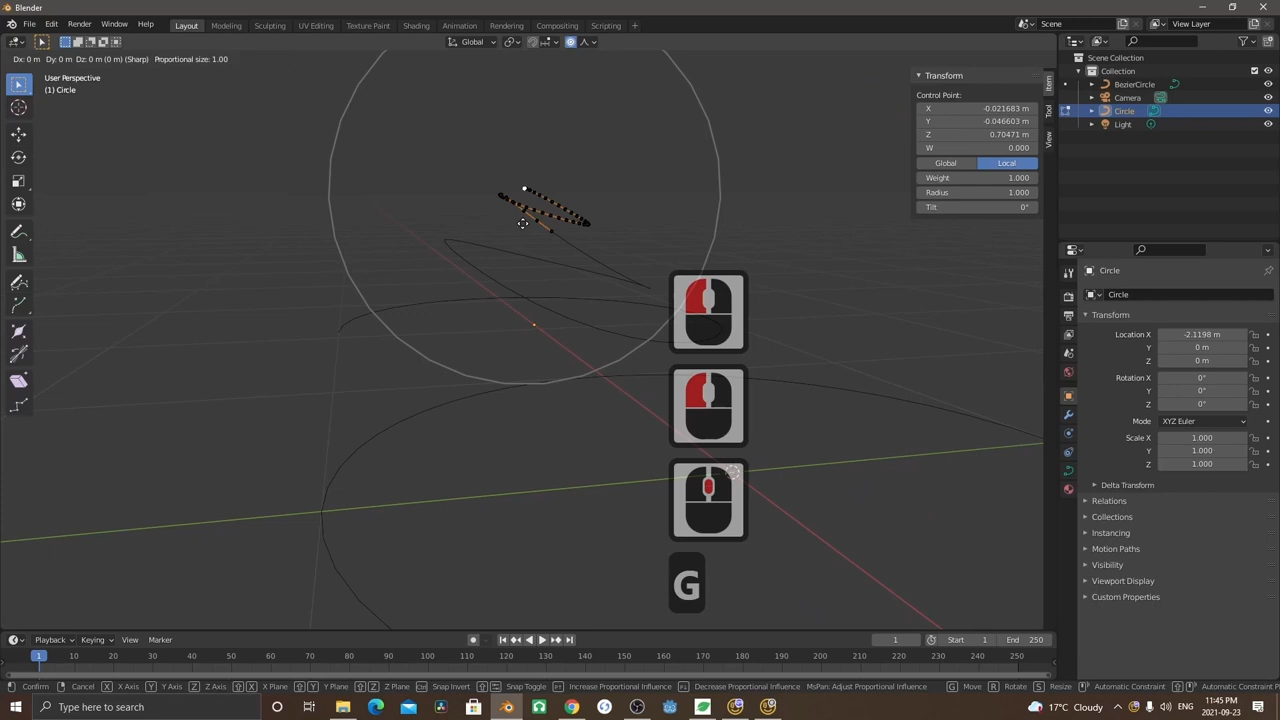 Blender
File Edit Render Window Help
Layout Modeling Sculpting UV Editing Texture Paint Shading Animation Rendering Compositing Scripting +
Scene
View Layer
Global
Dx: 0 m Dy: 0 m Dz: 0 m (0 m) (Sharp) Proportional size: 1.00
User Perspective
(1) Circle
Transform
Control Point:
X -0.021683 m
Y -0.046603 m
Z 0.70471 m
W 0.000
Global Local
Weight 1.000
Radius 1.000
Tilt 0°
Item
Tool
View
Scene Collection
Collection
BezierCircle
Camera
Circle
Light
Circle
Circle
Transform
Location X -2.1198 m
Y 0 m
Z 0 m
Rotation X 0°
Y 0°
Z 0°
Mode XYZ Euler
Scale X 1.000
Y 1.000
Z 1.000
Delta Transform
Relations
Collections
Instancing
Motion Paths
Visibility
Viewport Display
Custom Properties
G
Playback Keying View Marker
1 Start 1 End 250
1 10 20 30 40 50 60 70 80 90 100 110 120 130 140 150 160 170 180 190 200 210 220 230 240 250
Confirm Cancel X X Axis Y Y Axis Z Z Axis X X Plane Y Y Plane Z Z Plane Ctrl Snap Invert Snap Toggle Increase Proportional Influence Decrease Proportional Influence MsPan: Adjust Proportional Influence G Move R Rotate S Resize Automatic Constraint Automatic Constraint Plane
Type here to search
17°C Cloudy
11:45 PM
2021-09-23